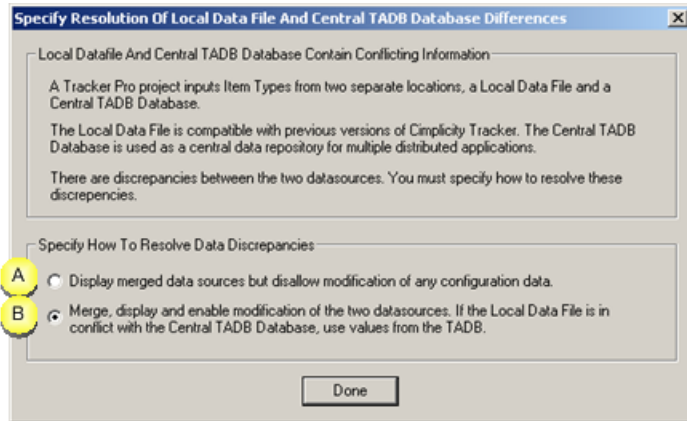 Specify Resolution Of Local Data File And Central TADB Database Differences
Local Datafile And Central TADB Database Contain Conflicting Information
A Tracker Pro project inputs Item Types from two separate locations, a Local Data File and a
Central TADB Database.
The Local Data File is compatible with previous versions of Cimplicity Tracker. The Central TADB
Database is used as a central data repository for multiple distributed applications.
There are discrepancies between the two datasources. You must specify how to resolve these
discrepencies.
Specify How To Resolve Data Discrepancies
A Display merged data sources but disallow modification of any configuration data.
B Merge, display and enable modification of the two datasources. If the Local Data File is in
conflict with the Central TADB Database, use values from the TADB.
Done